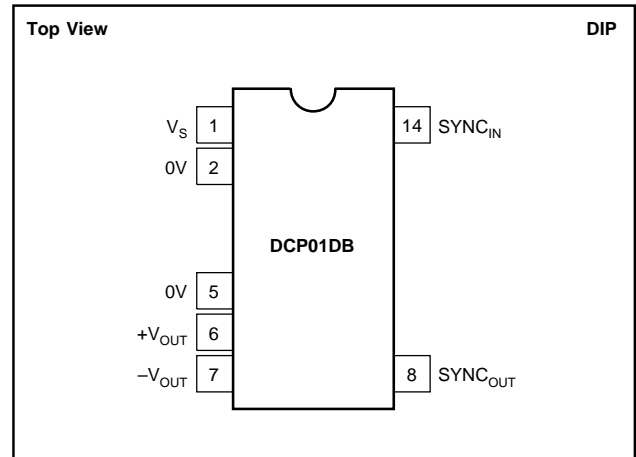 Top View DIP
V_S 1 14 SYNC_IN
0V 2
DCP01DB
0V 5
+V_OUT 6
–V_OUT 7 8 SYNC_OUT